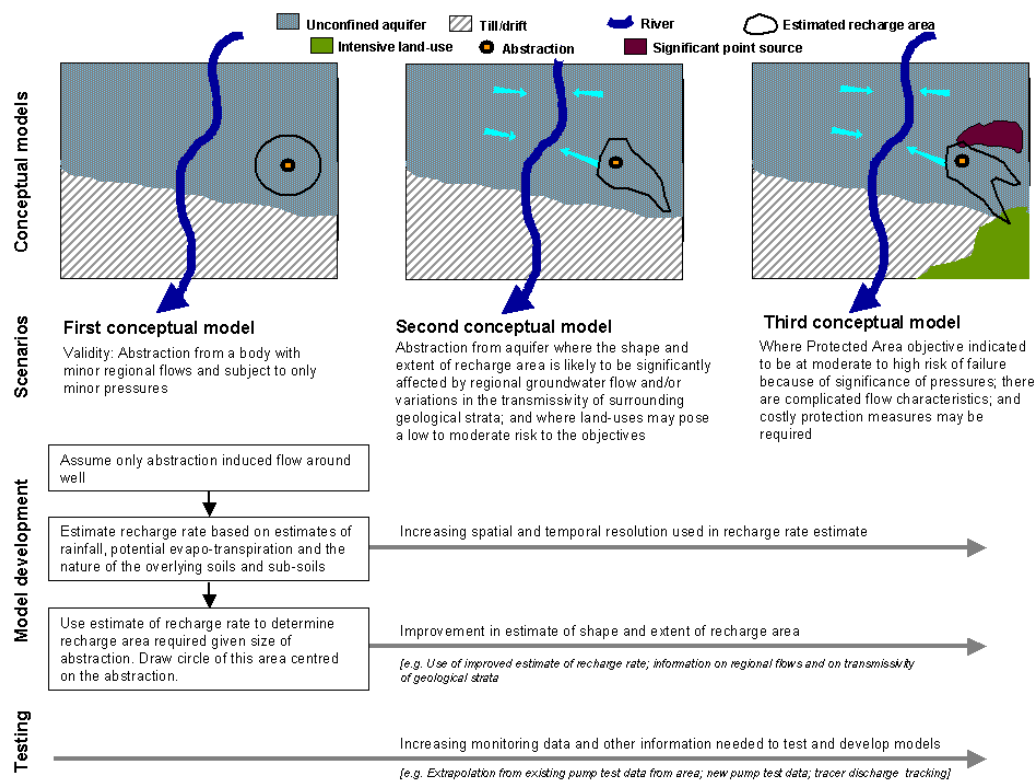 Unconfined aquifer
Till/drift
River
Estimated recharge area
Intensive land-use
Abstraction
Significant point source
Conceptual models
Scenarios
First conceptual model
Validity: Abstraction from a body with
minor regional flows and subject to only
minor pressures
Second conceptual model
Abstraction from aquifer where the shape and
extent of recharge area is likely to be significantly
affected by regional groundwater flow and/or
variations in the transmissivity of surrounding
geological strata; and where land-uses may pose
a low to moderate risk to the objectives
Third conceptual model
Where Protected Area objective indicated
to be at moderate to high risk of failure
because of significance of pressures; there
are complicated flow characteristics; and
costly protection measures may be
required
Model development
Assume only abstraction induced flow around
well
Estimate recharge rate based on estimates of
rainfall, potential evapo-transpiration and the
nature of the overlying soils and sub-soils
Increasing spatial and temporal resolution used in recharge rate estimate
Use estimate of recharge rate to determine
recharge area required given size of
abstraction. Draw circle of this area centred
on the abstraction.
Improvement in estimate of shape and extent of recharge area
[e.g. Use of improved estimate of recharge rate; information on regional flows and on transmissivity
of geological strata
Testing
Increasing monitoring data and other information needed to test and develop models
[e.g. Extrapolation from existing pump test data from area; new pump test data; tracer discharge tracking]